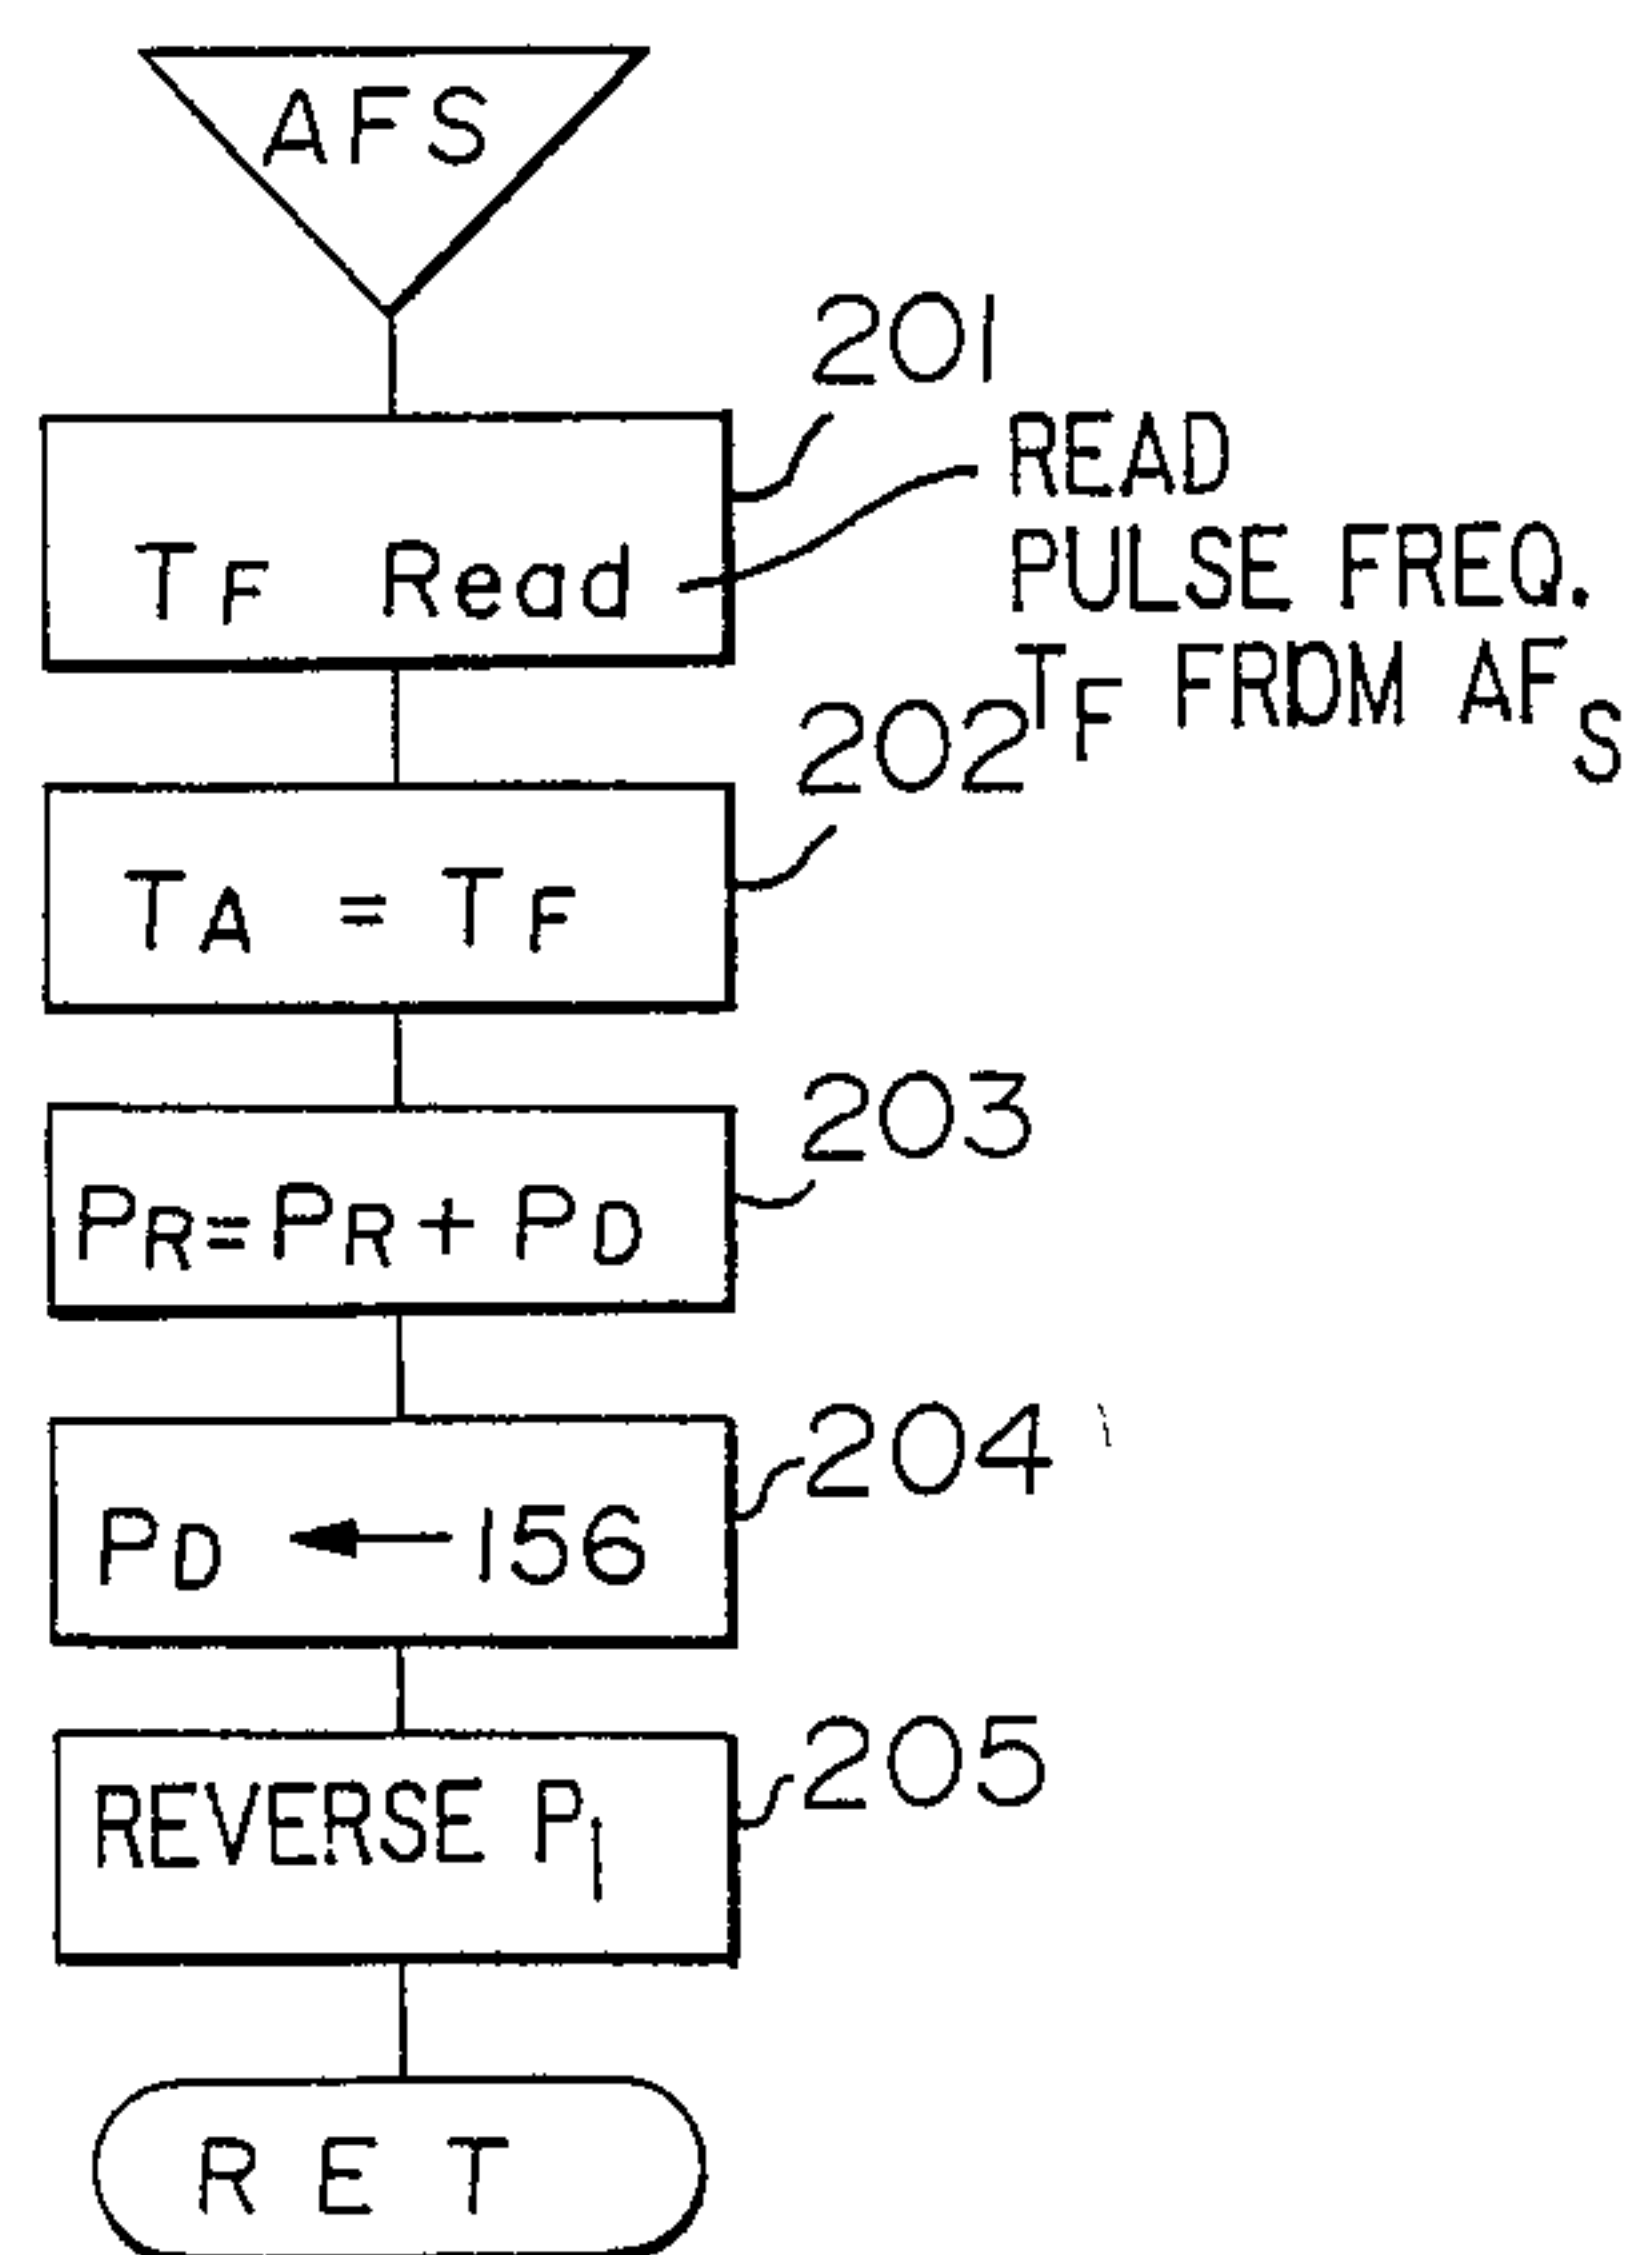 AFS
201
TF Read
READ
PULSE FREQ.
TF FROM AFS
202
TA = TF
203
PR = PR + PD
204
PD ← 156
205
REVERSE P1
RET